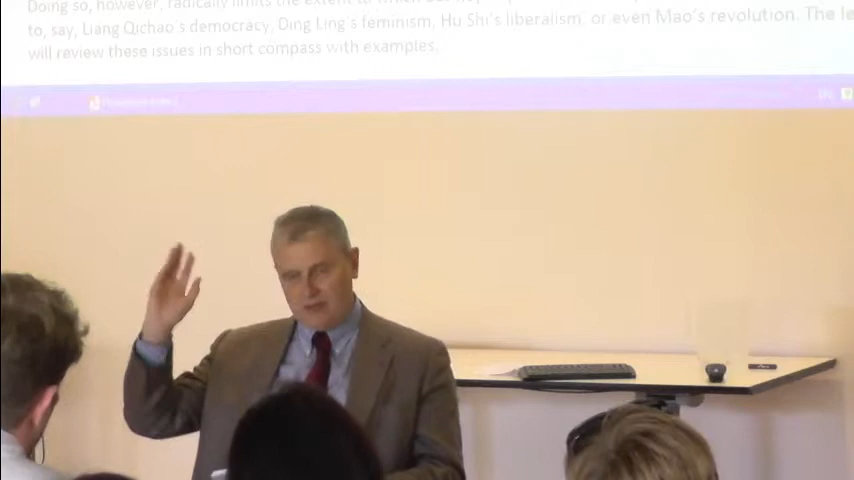 Doing so, however, radically limits the extent to which
to, say, Liang Qichao's democracy, Ding Ling's feminism, Hu Shi's liberalism, or even Mao's revolution. The le
will review these issues in short compass with examples.
EN